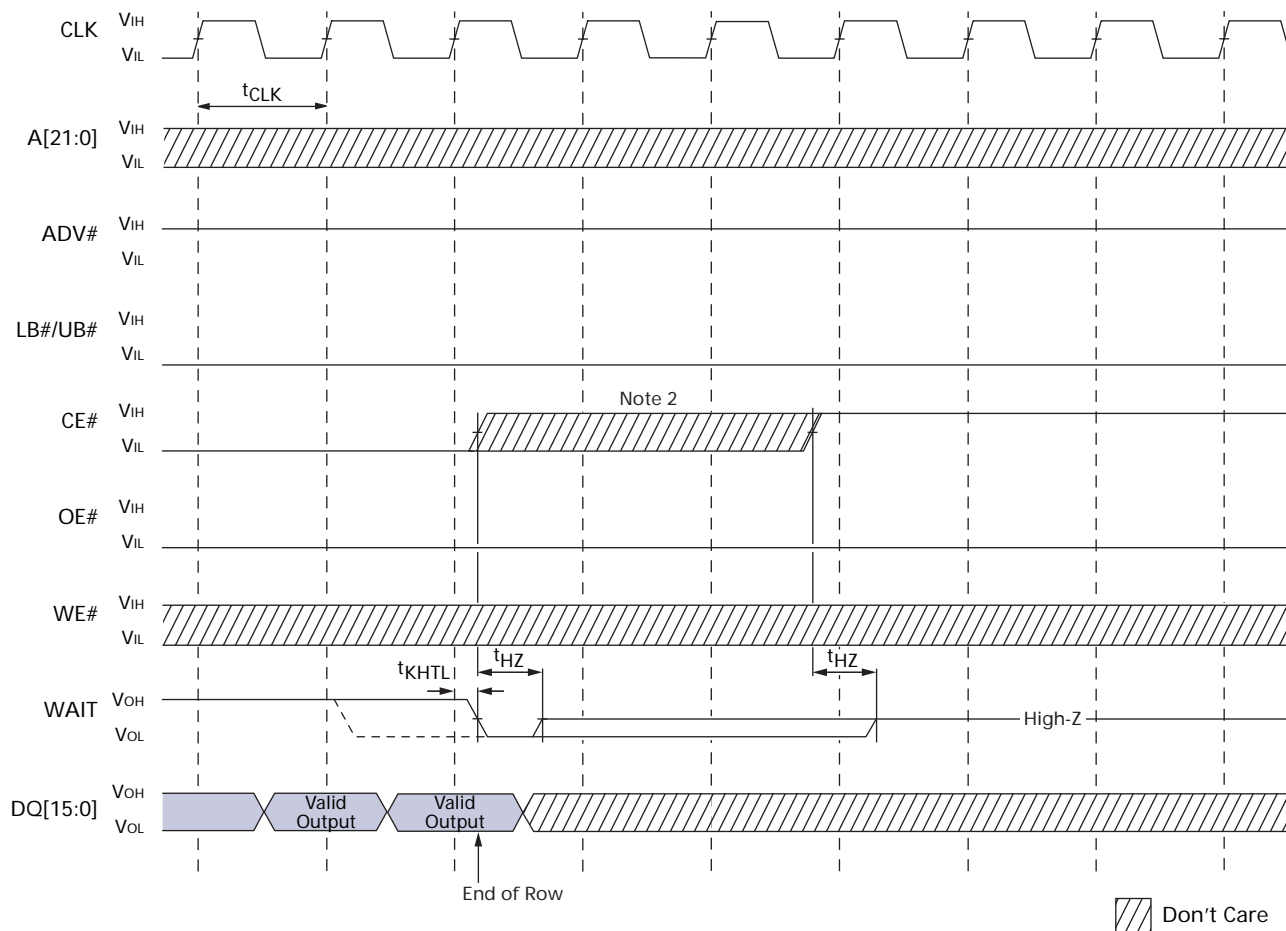 CLK VIH
VIL
tCLK
A[21:0] VIH
VIL
ADV# VIH
VIL
LB#/UB# VIH
VIL
Note 2
CE# VIH
VIL
OE# VIH
VIL
WE# VIH
VIL
tKHTL tHZ tHZ
WAIT VOH
VOL
High-Z
DQ[15:0] VOH
VOL
Valid
Output
Valid
Output
End of Row
Don't Care